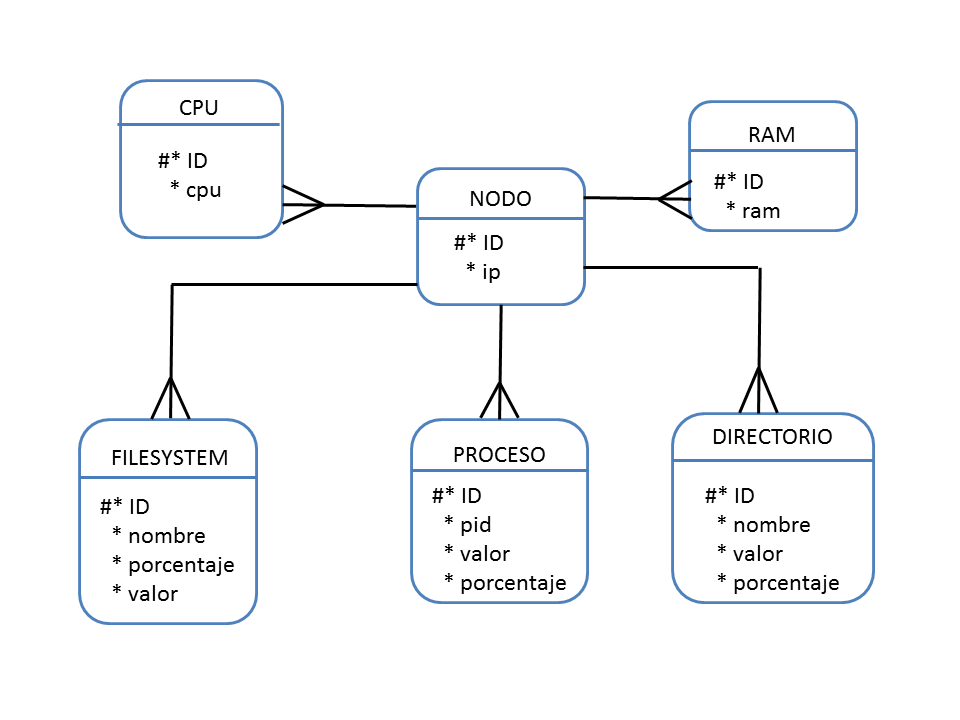 CPU
#* ID
* cpu
RAM
#* ID
* ram
NODO
#* ID
* ip
FILESYSTEM
#* ID
* nombre
* porcentaje
* valor
PROCESO
#* ID
* pid
* valor
* porcentaje
DIRECTORIO
#* ID
* nombre
* valor
* porcentaje